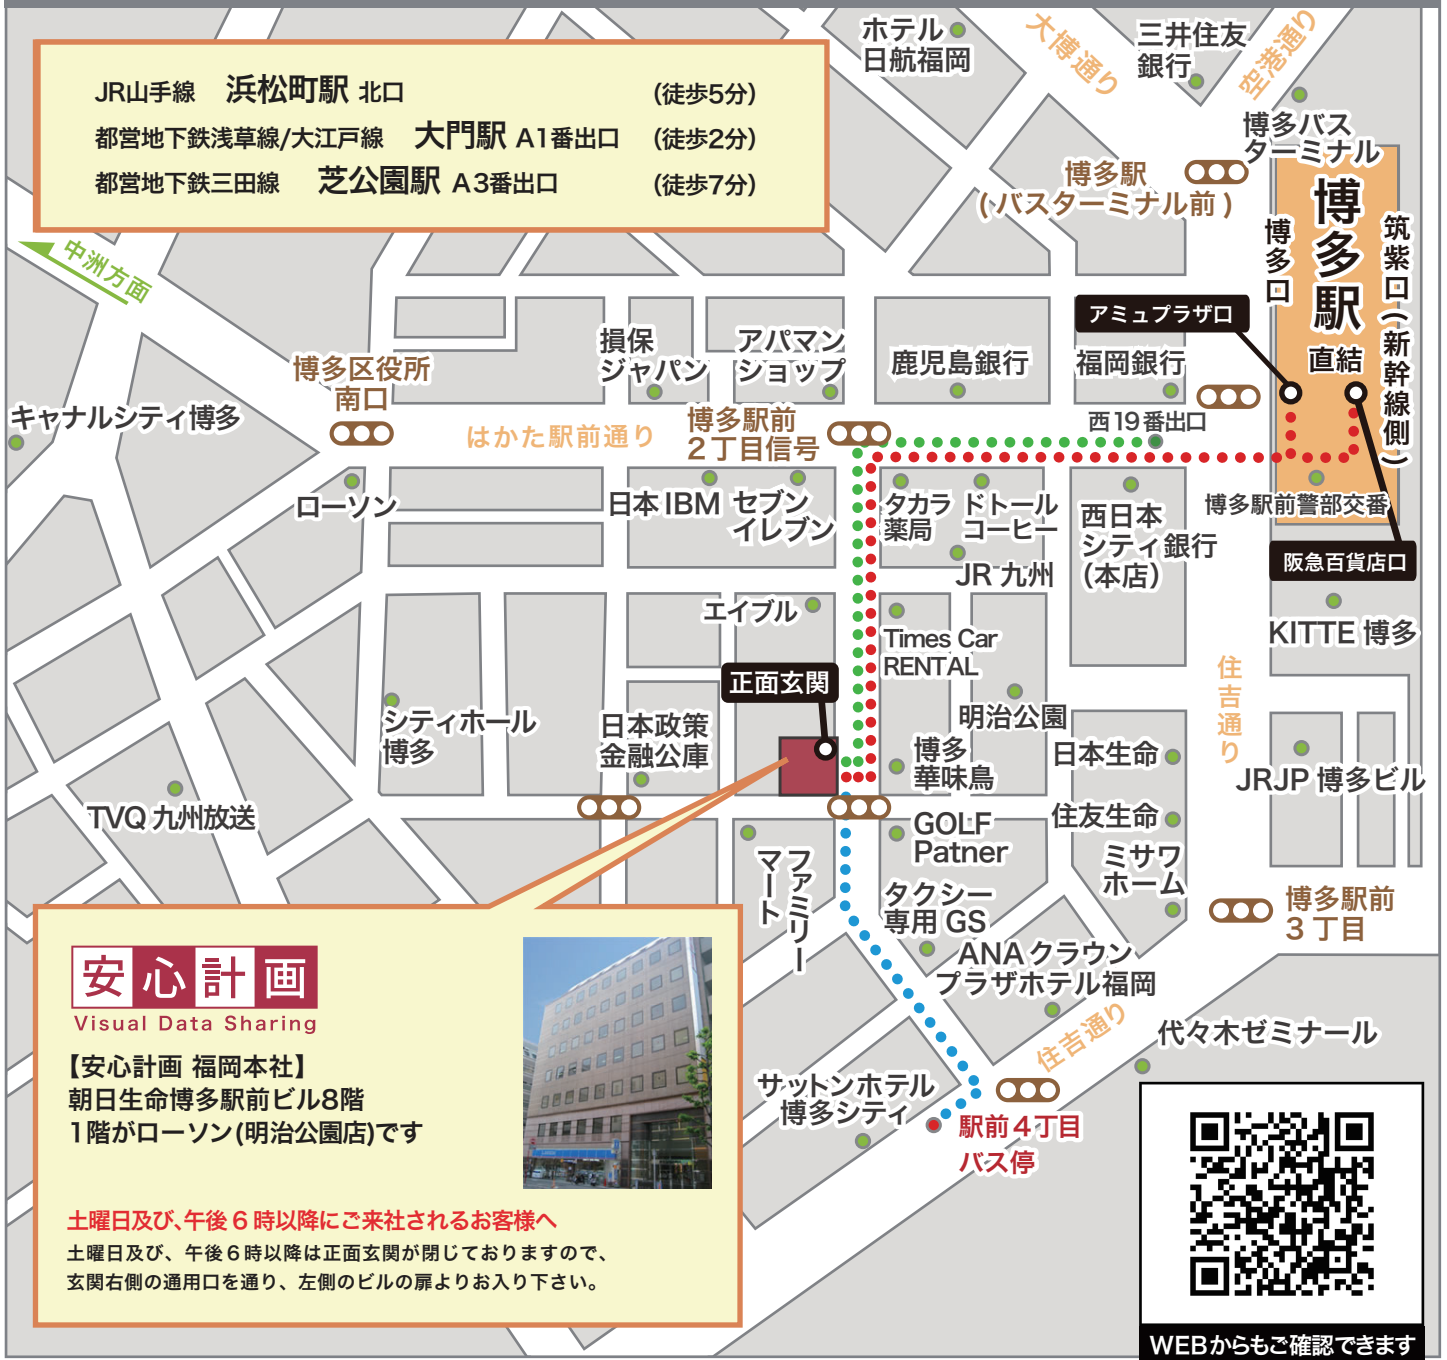 JR山手線 浜松町駅 北口 (徒歩5分)
都営地下鉄浅草線/大江戸線 大門駅 A1番出口 (徒歩2分)
都営地下鉄三田線 芝公園駅 A3番出口 (徒歩7分)
ホテル
日航福岡
大博通り
三井住友
銀行
空港通り
博多バス
ターミナル
博多駅
(バスターミナル前)
博多口
博多駅
筑紫口(新幹線側)
直結
アミュプラザ口
中洲方面
博多区役所
南口
損保
ジャパン
アパマン
ショップ
鹿児島銀行
福岡銀行
キャナルシティ博多
はかた駅前通り
博多駅前
2丁目信号
西19番出口
ローソン
日本IBM
セブン
イレブン
タカラ
薬局
ドトール
コーヒー
JR九州
西日本
シティ銀行
(本店)
博多駅前警部交番
阪急百貨店口
エイブル
Times Car
RENTAL
KITTE 博多
正面玄関
住吉通り
シティホール
博多
日本政策
金融公庫
明治公園
博多
華味鳥
日本生命
JRJP 博多ビル
TVQ 九州放送
GOLF
Patner
住友生命
ファミリー
マート
ミサワ
ホーム
タクシー
専用GS
博多駅前
3丁目
ANAクラウン
プラザホテル福岡
住吉通り
代々木ゼミナール
サットンホテル
博多シティ
駅前4丁目
バス停
安心計画
Visual Data Sharing
【安心計画 福岡本社】
朝日生命博多駅前ビル8階
1階がローソン(明治公園店)です
土曜日及び、午後6時以降にご来社されるお客様へ
土曜日及び、午後6時以降は正面玄関が閉じておりますので、
玄関右側の通用口を通り、左側のビルの扉よりお入り下さい。
WEBからもご確認できます